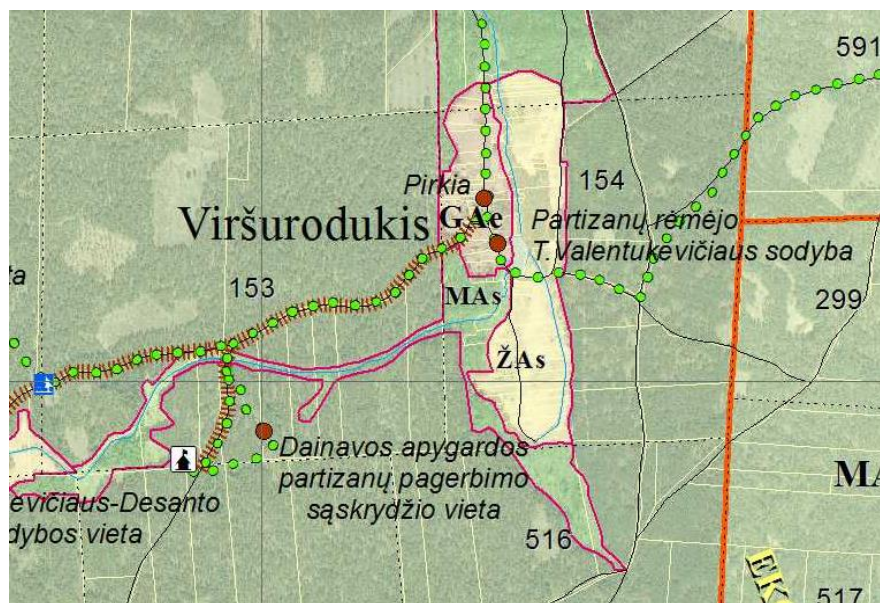 591
154
Pirkia
Viršurodukis
GAe
Partizanų rėmėjo
T.Valentukevičiaus sodyba
153
MAs
299
ŽAs
Dainavos apygardos
partizanų pagerbimo
sąskrydžio vieta
evičiaus-Desanto
dybos vieta
MA
516
EK
517